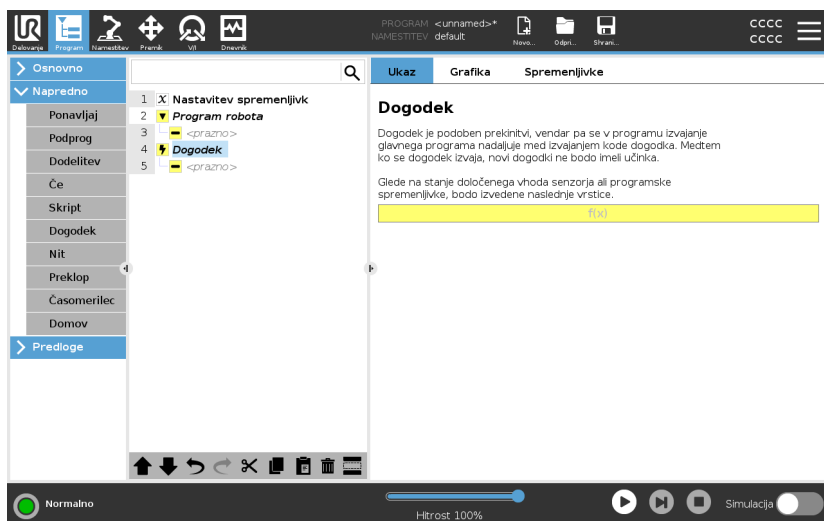 PROGRAM <unnamed>*
NAMESTITEV default
CCCC
CCCC
UR
Delovanje Program Namestitev Premik V/I Dnevnik Novo... Odpri... Shrani...
Osnovno
Napredno
Ponavljaj
Podprog
Dodelitev
Če
Skript
Dogodek
Nit
Preklop
Časomerilec
Domov
Predloge
1 X Nastavitev spremenljivk
2 Program robota
3 <prazno>
4 Dogodek
5 <prazno>
Ukaz Grafika Spremenljivke
Dogodek
Dogodek je podoben prekinitvi, vendar pa se v programu izvajanje
glavnega programa nadaljuje med izvajanjem kode dogodka. Medtem
ko se dogodek izvaja, novi dogodki ne bodo imeli učinka.
Glede na stanje določenega vhoda senzorja ali programske
spremenljivke, bodo izvedene naslednje vrstice.
f(x)
Normalno
Hitrost 100%
Simulacija